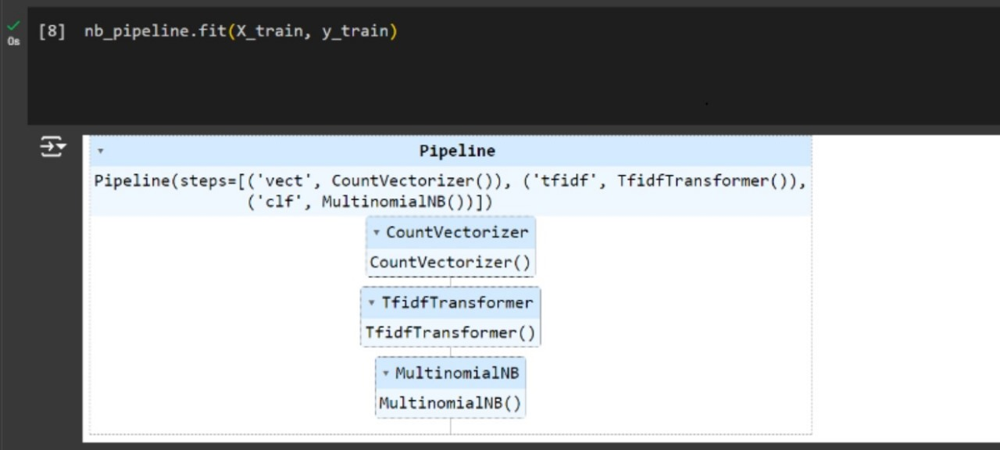 [8] nb_pipeline.fit(X_train, y_train)
0s
Pipeline
Pipeline(steps=[('vect', CountVectorizer()), ('tfidf', TfidfTransformer()),
('clf', MultinomialNB())])
CountVectorizer
CountVectorizer()
TfidfTransformer
TfidfTransformer()
MultinomialNB
MultinomialNB()